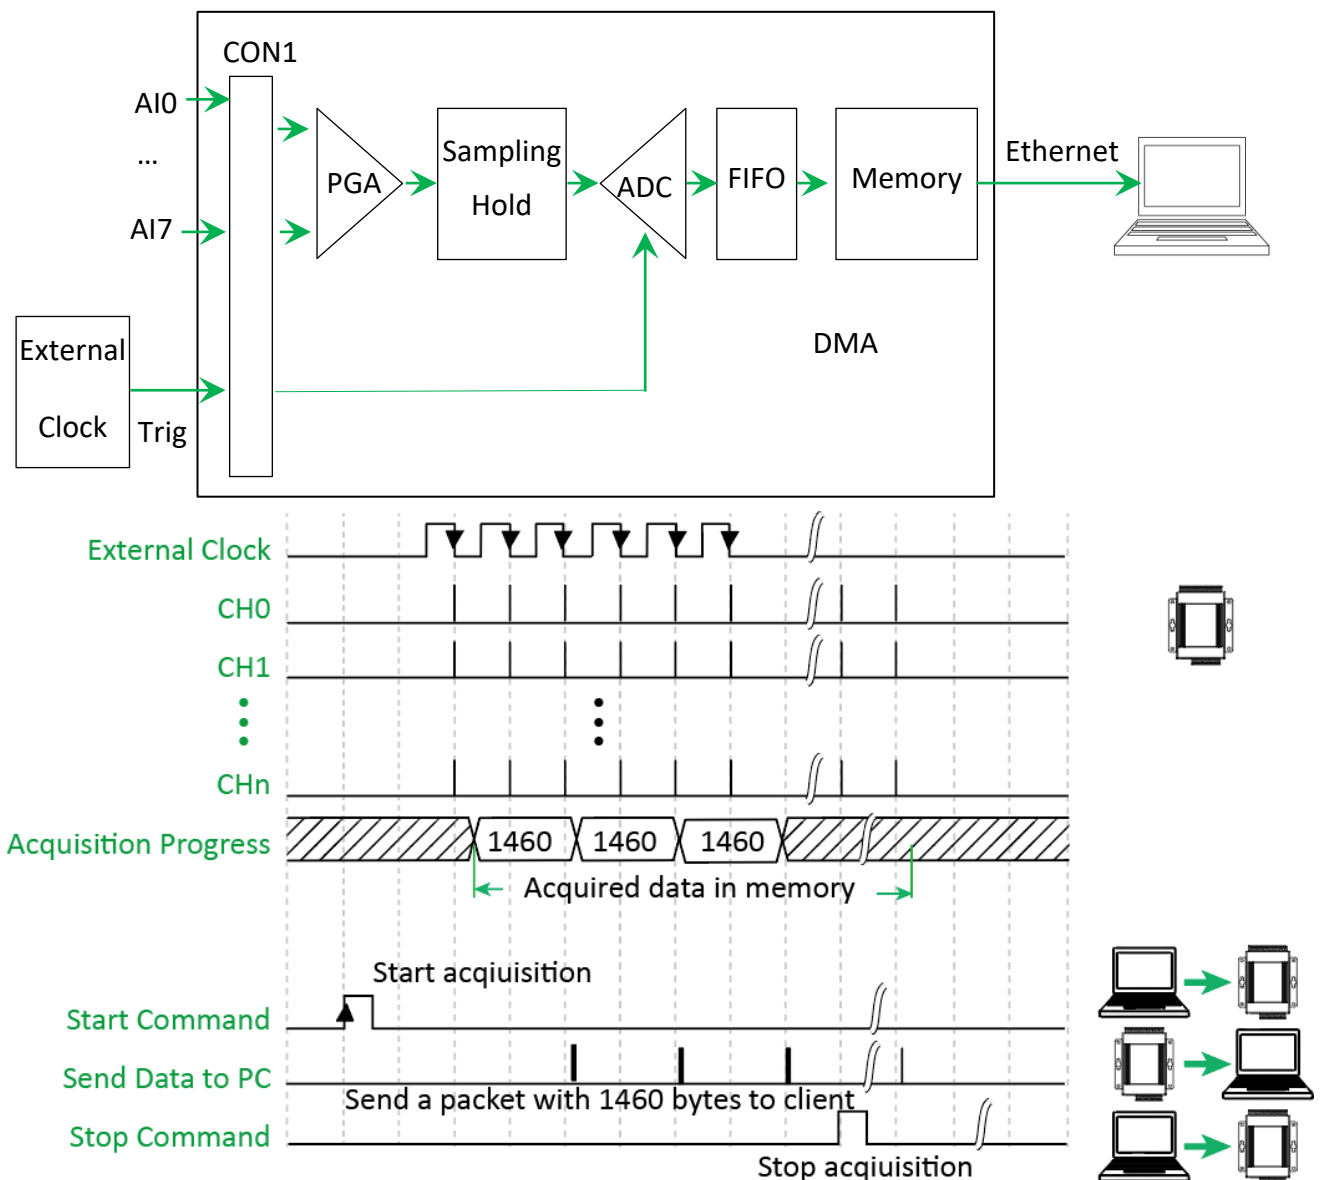 CON1
AI0
...
AI7
PGA
Sampling
Hold
ADC
FIFO
Memory
Ethernet
External
Clock
Trig
DMA
External Clock
CH0
CH1
CHn
Acquisition Progress
1460
1460
1460
Acquired data in memory
Start acqiuisition
Start Command
Send Data to PC
Send a packet with 1460 bytes to client
Stop Command
Stop acqiuisition